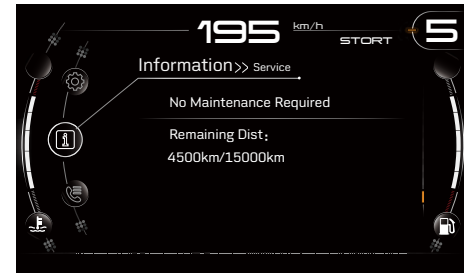 195 km/h
STORT
5
Information>> Service
No Maintenance Required
Remaining Dist:
4500km/15000km